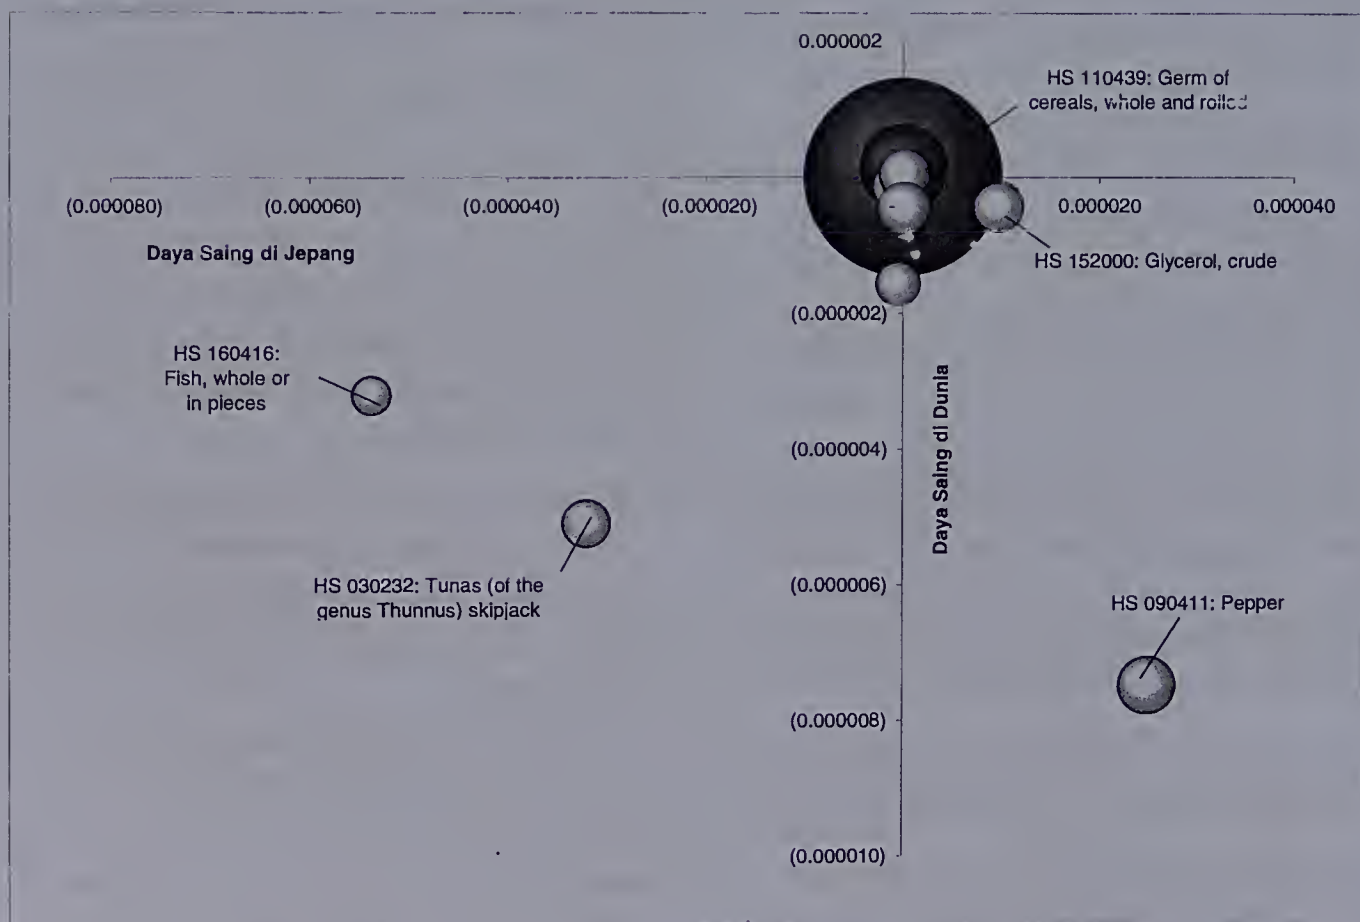 0.000002
HS 110439: Germ of
cereals, whole and rolled
(0.000080)
(0.000060)
(0.000040)
(0.000020)
0.000020
0.000040
Daya Saing di Jepang
HS 152000: Glycerol, crude
(0.000002)
HS 160416:
Fish, whole or
in pieces
Daya Saing di Dunia
(0.000004)
HS 030232: Tunas (of the
genus Thunnus) skipjack
(0.000006)
HS 090411: Pepper
(0.000008)
(0.000010)